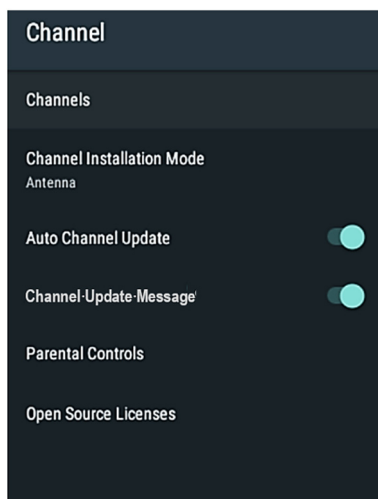 Channel
Channels
Channel Installation Mode
Antenna
Auto Channel Update
Channel·Update·Message'
Parental Controls
Open Source Licenses